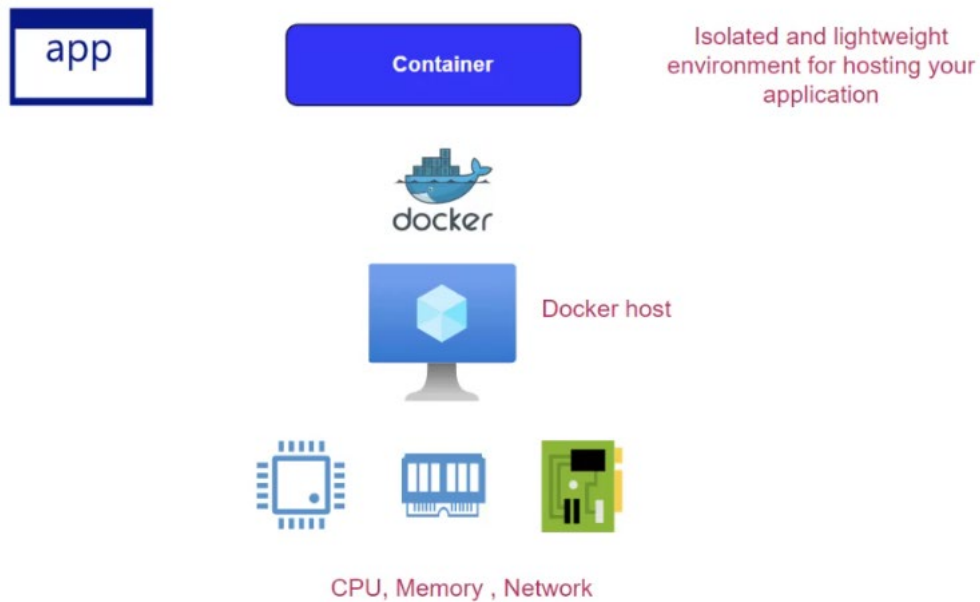 app
Container
Isolated and lightweight
environment for hosting your
application
docker
Docker host
CPU, Memory , Network